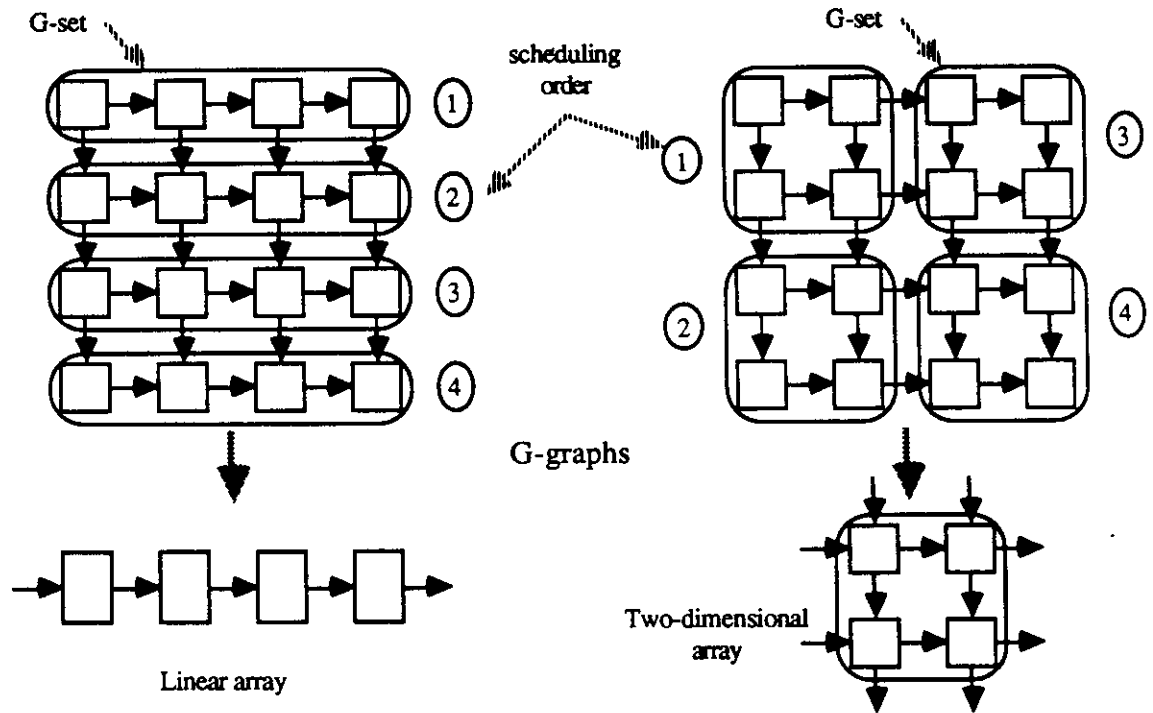 G-set
G-set
scheduling
order
1
2
3
4
1
3
2
4
G-graphs
Linear array
Two-dimensional
array